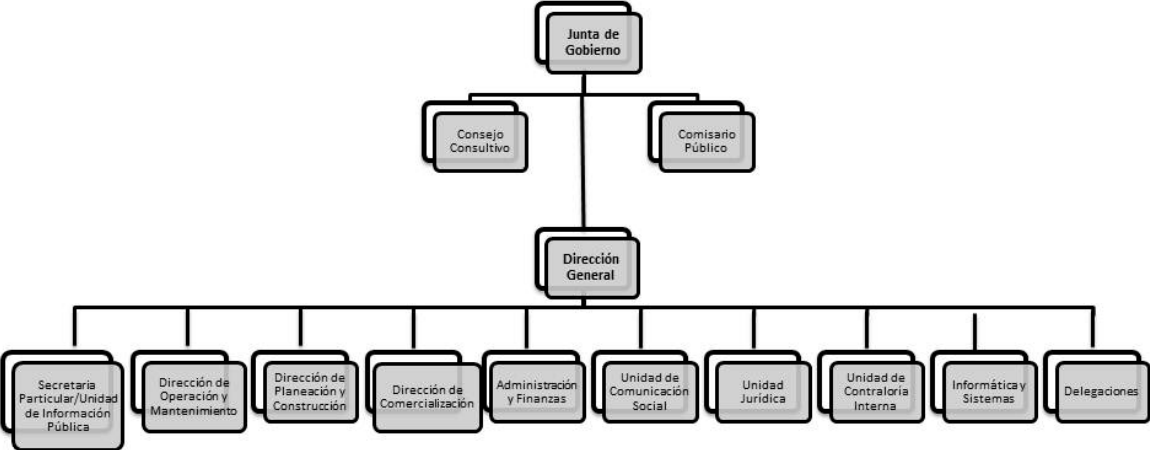 Junta de
Gobierno
Consejo
Consultivo
Comisario
Público
Dirección
General
Secretaria
Particular/Unidad
de Información
Pública
Dirección de
Operación y
Mantenimiento
Dirección de
Planeación y
Construcción
Dirección de
Comercialización
Administración
y Finanzas
Unidad de
Comunicación
Social
Unidad
Jurídica
Unidad de
Contraloría
Interna
Informática y
Sistemas
Delegaciones